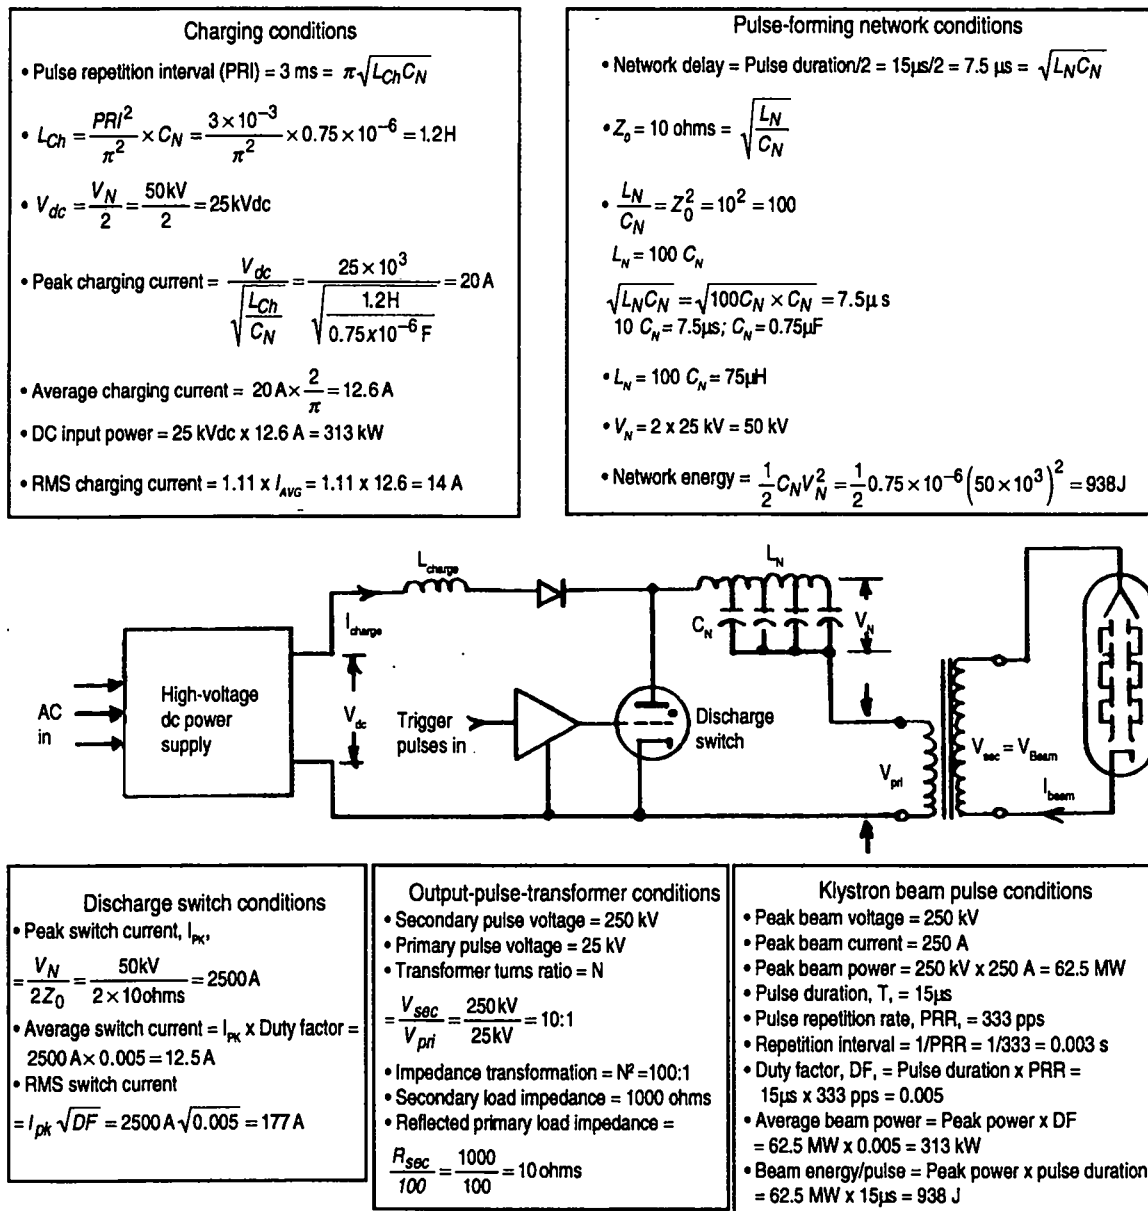 Charging conditions
• Pulse repetition interval (PRI) = 3 ms = π√(L_Ch C_N)
• L_Ch = PRI²/π² × C_N = 3 × 10⁻³/π² × 0.75 × 10⁻⁶ = 1.2H
• V_dc = V_N/2 = 50kV/2 = 25kVdc
• Peak charging current = V_dc/√(L_Ch/C_N) = 25 × 10³/√(1.2H/0.75x10⁻⁶ F) = 20 A
• Average charging current = 20 A × 2/π = 12.6 A
• DC input power = 25 kVdc x 12.6 A = 313 kW
• RMS charging current = 1.11 x I_AVG = 1.11 x 12.6 = 14 A
Pulse-forming network conditions
• Network delay = Pulse duration/2 = 15µs/2 = 7.5 µs = √(L_N C_N)
• Z₀ = 10 ohms = √(L_N/C_N)
• L_N/C_N = Z₀² = 10² = 100
L_N = 100 C_N
√(L_N C_N) = √(100C_N × C_N) = 7.5µ s
10 C_N = 7.5µs; C_N = 0.75µF
• L_N = 100 C_N = 75µH
• V_N = 2 x 25 kV = 50 kV
• Network energy = 1/2 C_N V_N² = 1/2 0.75 × 10⁻⁶ (50 × 10³)² = 938J
AC
in
High-voltage
dc power
supply
I_charge
V_dc
L_charge
Trigger
pulses in
Discharge
switch
L_N
C_N
V_N
V_pri
V_sec = V_Beam
I_beam
Discharge switch conditions
• Peak switch current, I_PK,
= V_N/2Z₀ = 50kV/2 × 10ohms = 2500 A
• Average switch current = I_PK x Duty factor =
2500 A × 0.005 = 12.5 A
• RMS switch current
= I_pk √DF = 2500 A √0.005 = 177 A
Output-pulse-transformer conditions
• Secondary pulse voltage = 250 kV
• Primary pulse voltage = 25 kV
• Transformer turns ratio = N
= V_sec/V_pri = 250 kV/25 kV = 10:1
• Impedance transformation = N² = 100:1
• Secondary load impedance = 1000 ohms
• Reflected primary load impedance =
R_sec/100 = 1000/100 = 10 ohms
Klystron beam pulse conditions
• Peak beam voltage = 250 kV
• Peak beam current = 250 A
• Peak beam power = 250 kV x 250 A = 62.5 MW
• Pulse duration, T, = 15µs
• Pulse repetition rate, PRR, = 333 pps
• Repetition interval = 1/PRR = 1/333 = 0.003 s
• Duty factor, DF, = Pulse duration x PRR =
15µs x 333 pps = 0.005
• Average beam power = Peak power x DF
= 62.5 MW x 0.005 = 313 kW
• Beam energy/pulse = Peak power x pulse duration
= 62.5 MW x 15µs = 938 J